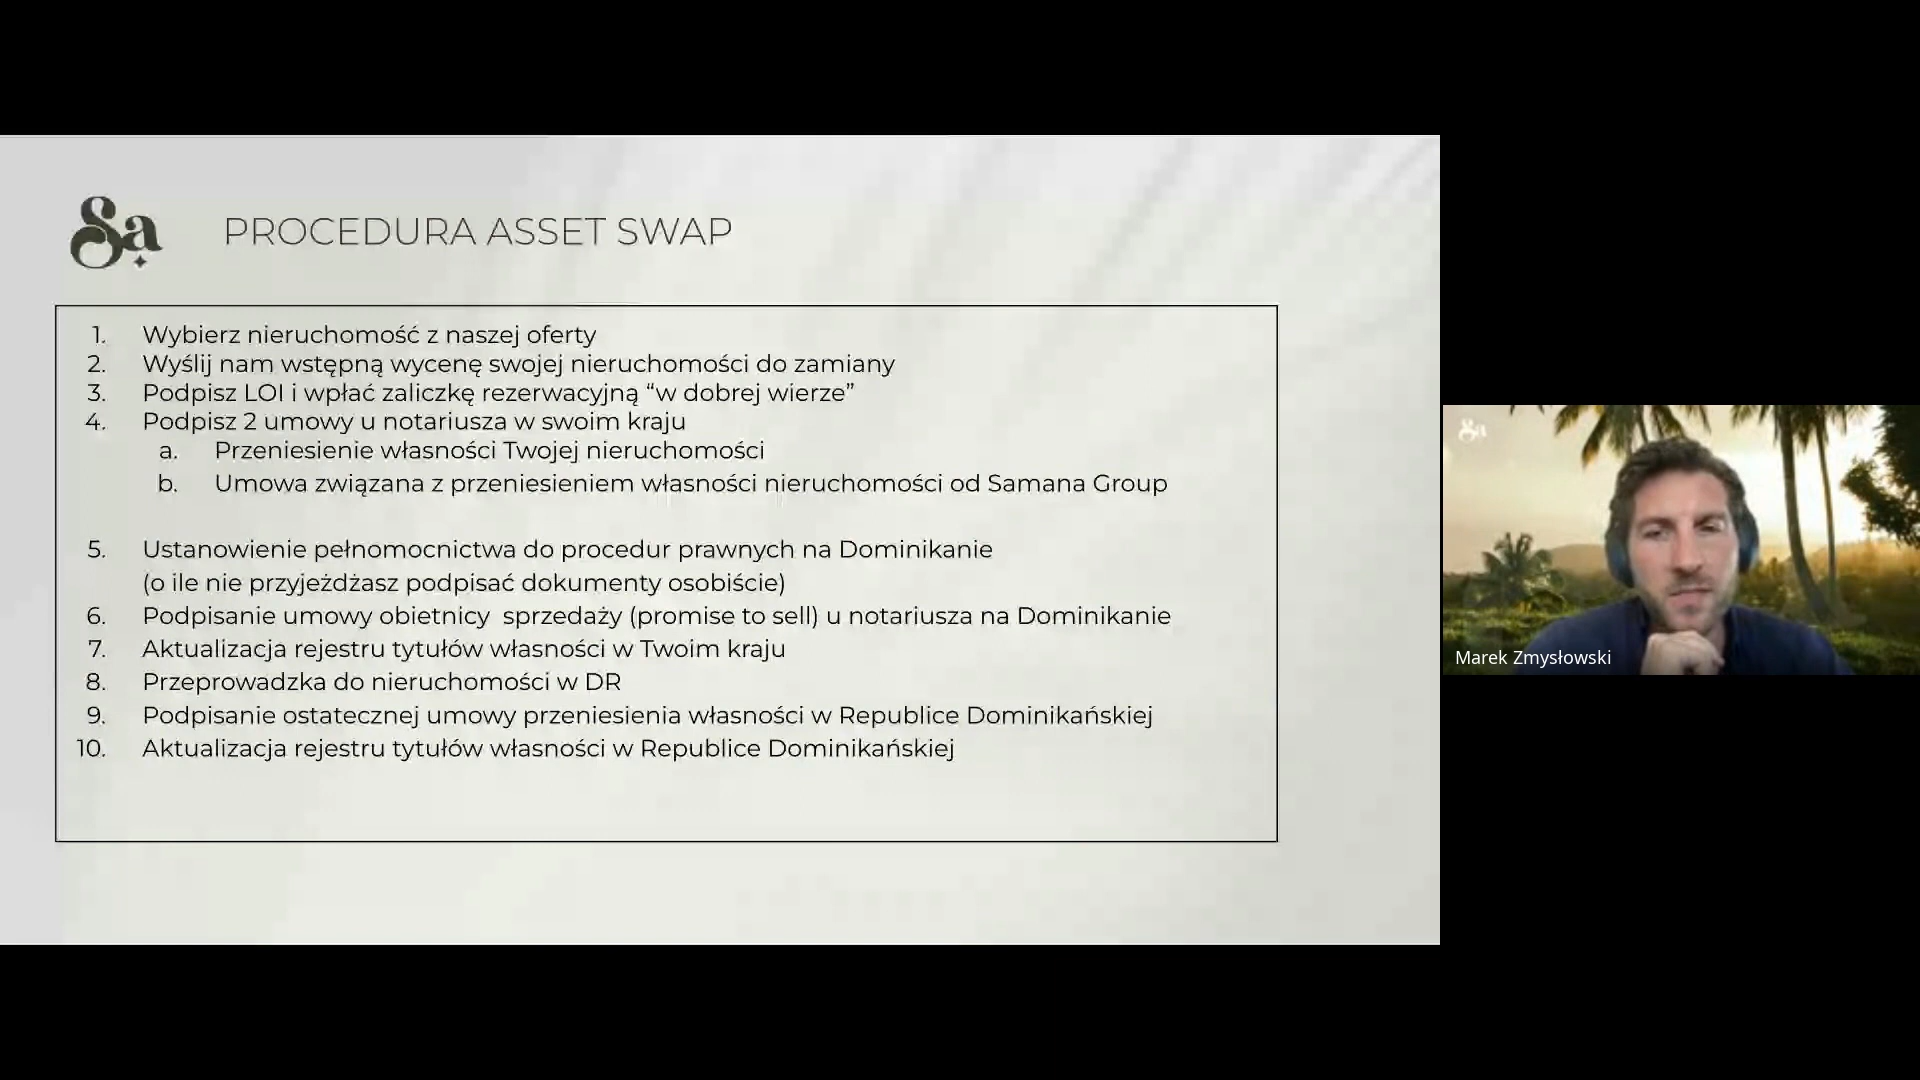 Sa
PROCEDURA ASSET SWAP
1. Wybierz nieruchomość z naszej oferty
2. Wyślij nam wstępną wycenę swojej nieruchomości do zamiany
3. Podpisz LOI i wpłać zaliczkę rezerwacyjną “w dobrej wierze”
4. Podpisz 2 umowy u notariusza w swoim kraju
a. Przeniesienie własności Twojej nieruchomości
b. Umowa związana z przeniesieniem własności nieruchomości od Samana Group
5. Ustanowienie pełnomocnictwa do procedur prawnych na Dominikanie
(o ile nie przyjeżdżasz podpisać dokumenty osobiście)
6. Podpisanie umowy obietnicy sprzedaży (promise to sell) u notariusza na Dominikanie
7. Aktualizacja rejestru tytułów własności w Twoim kraju
8. Przeprowadzka do nieruchomości w DR
9. Podpisanie ostatecznej umowy przeniesienia własności w Republice Dominikańskiej
10. Aktualizacja rejestru tytułów własności w Republice Dominikańskiej
Sa
Marek Zmysłowski